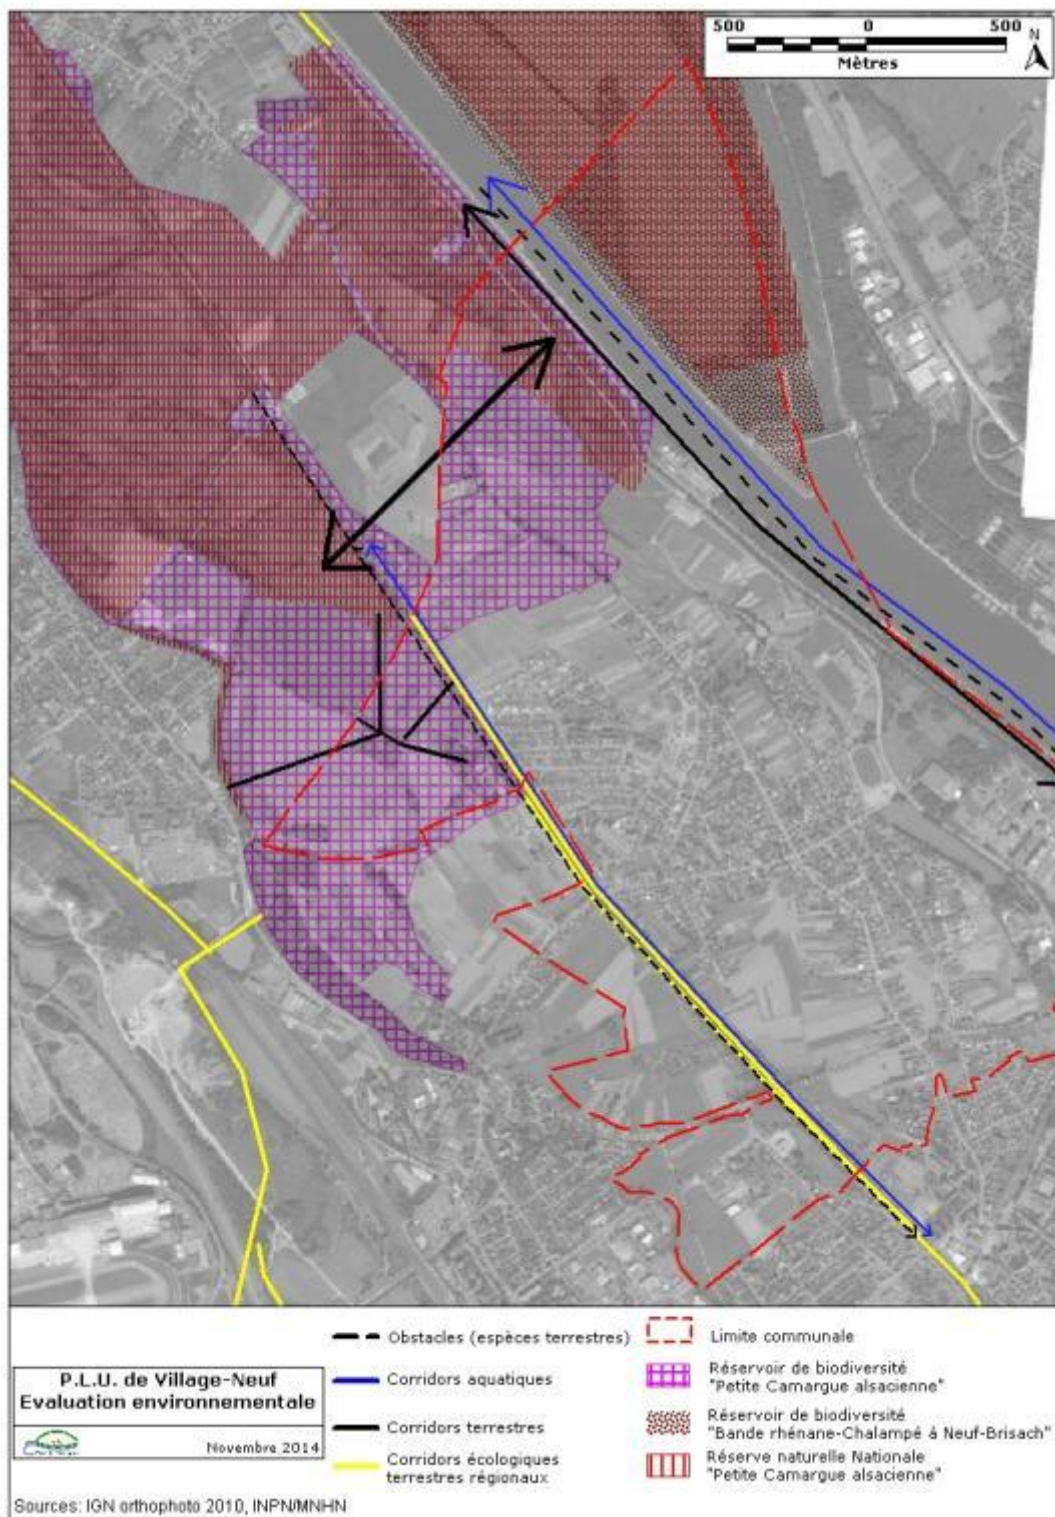 500 0 500
N
Mètres
Obstacles (espèces terrestres)
Corridors aquatiques
Corridors terrestres
Corridors écologiques
terrestres régionaux
Limite communale
Réservoir de biodiversité
"Petite Camargue alsacienne"
Réservoir de biodiversité
"Bande rhénane-Chalampé à Neuf-Brisach"
Réserve naturelle Nationale
"Petite Camargue alsacienne"
P.L.U. de Village-Neuf
Evaluation environnementale
Novembre 2014
Sources: IGN orthophoto 2010, INPN/MNHN